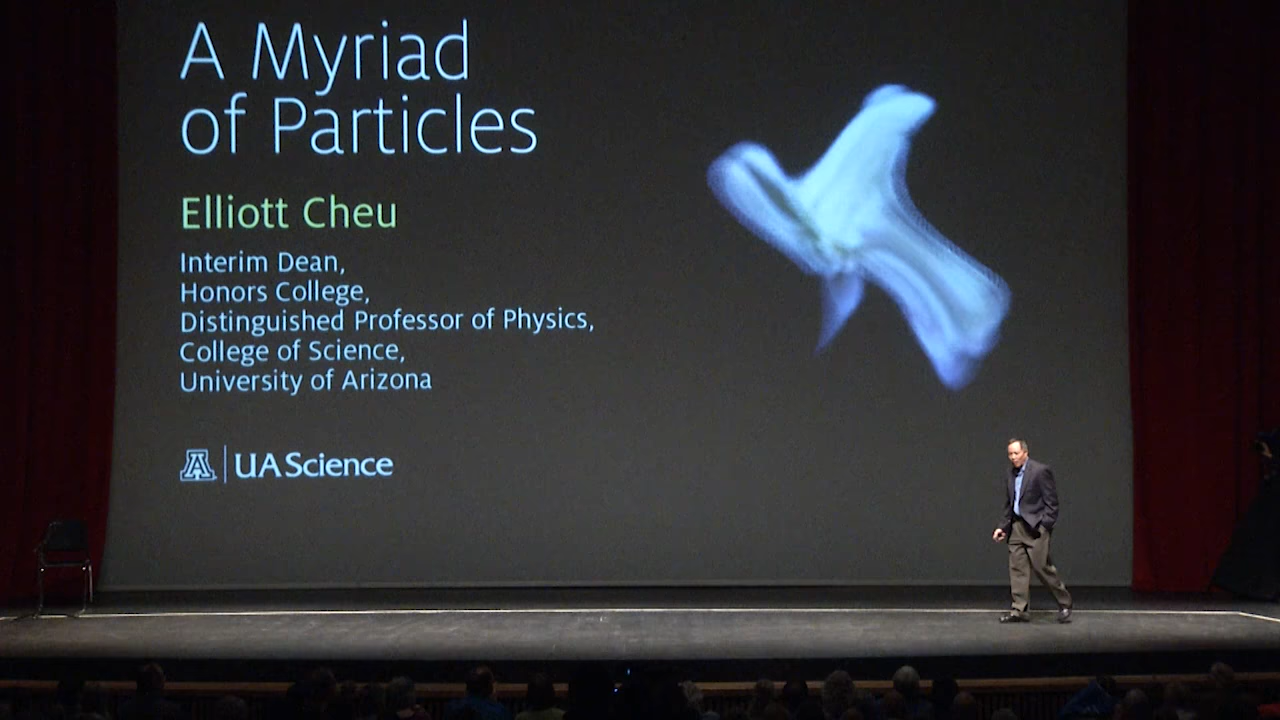 A Myriad
of Particles
Elliott Cheu
Interim Dean,
Honors College,
Distinguished Professor of Physics,
College of Science,
University of Arizona
A UA Science